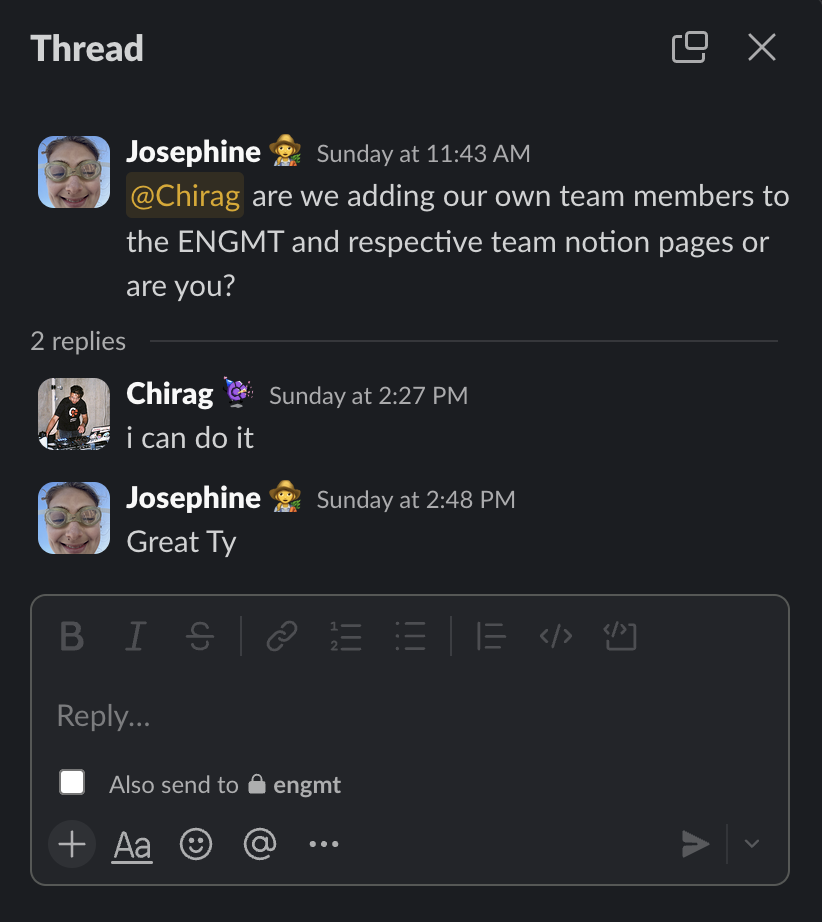 Thread
Josephine Sunday at 11:43 AM
@Chirag are we adding our own team members to
the ENGMT and respective team notion pages or
are you?
2 replies
Chirag Sunday at 2:27 PM
i can do it
Josephine Sunday at 2:48 PM
Great Ty
B I S 1 2 </> </>
Reply...
Also send to engmt
+ Aa @